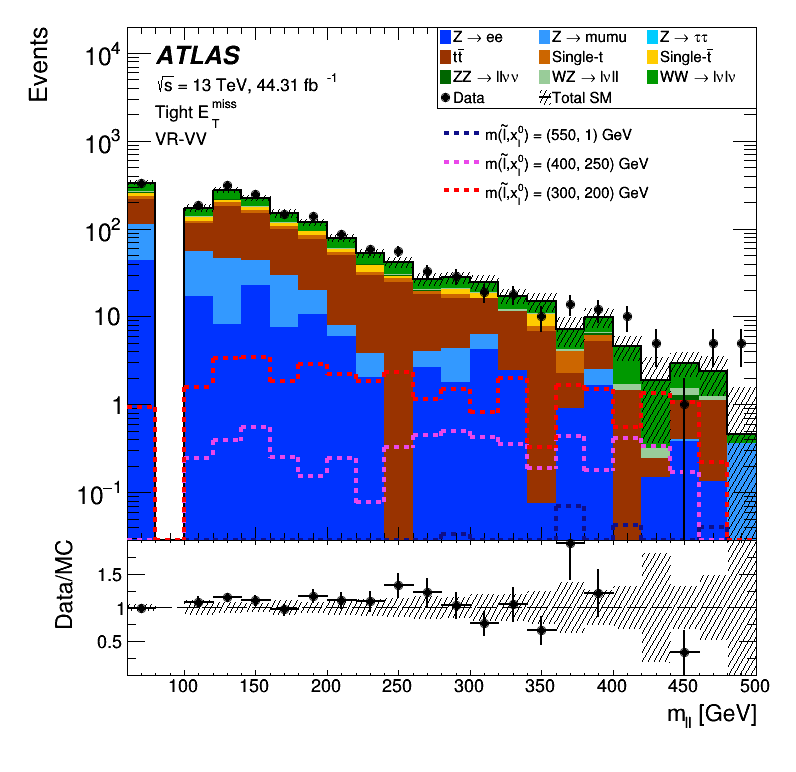 Events
10⁴
10³
10²
10
1
10⁻¹
ATLAS
√s = 13 TeV, 44.31 fb⁻¹
Tight E_T^miss
VR-VV
Z → ee
Z → mumu
Z → ττ
tt̄
Single-t
Single-t̄
ZZ → llνν
WZ → lνll
WW → lνlν
Data
Total SM
m(l̃,x̃⁰₁) = (550, 1) GeV
m(l̃,x̃⁰₁) = (400, 250) GeV
m(l̃,x̃⁰₁) = (300, 200) GeV
Data/MC
1.5
1
0.5
100 150 200 250 300 350 400 450 500
m_ll [GeV]